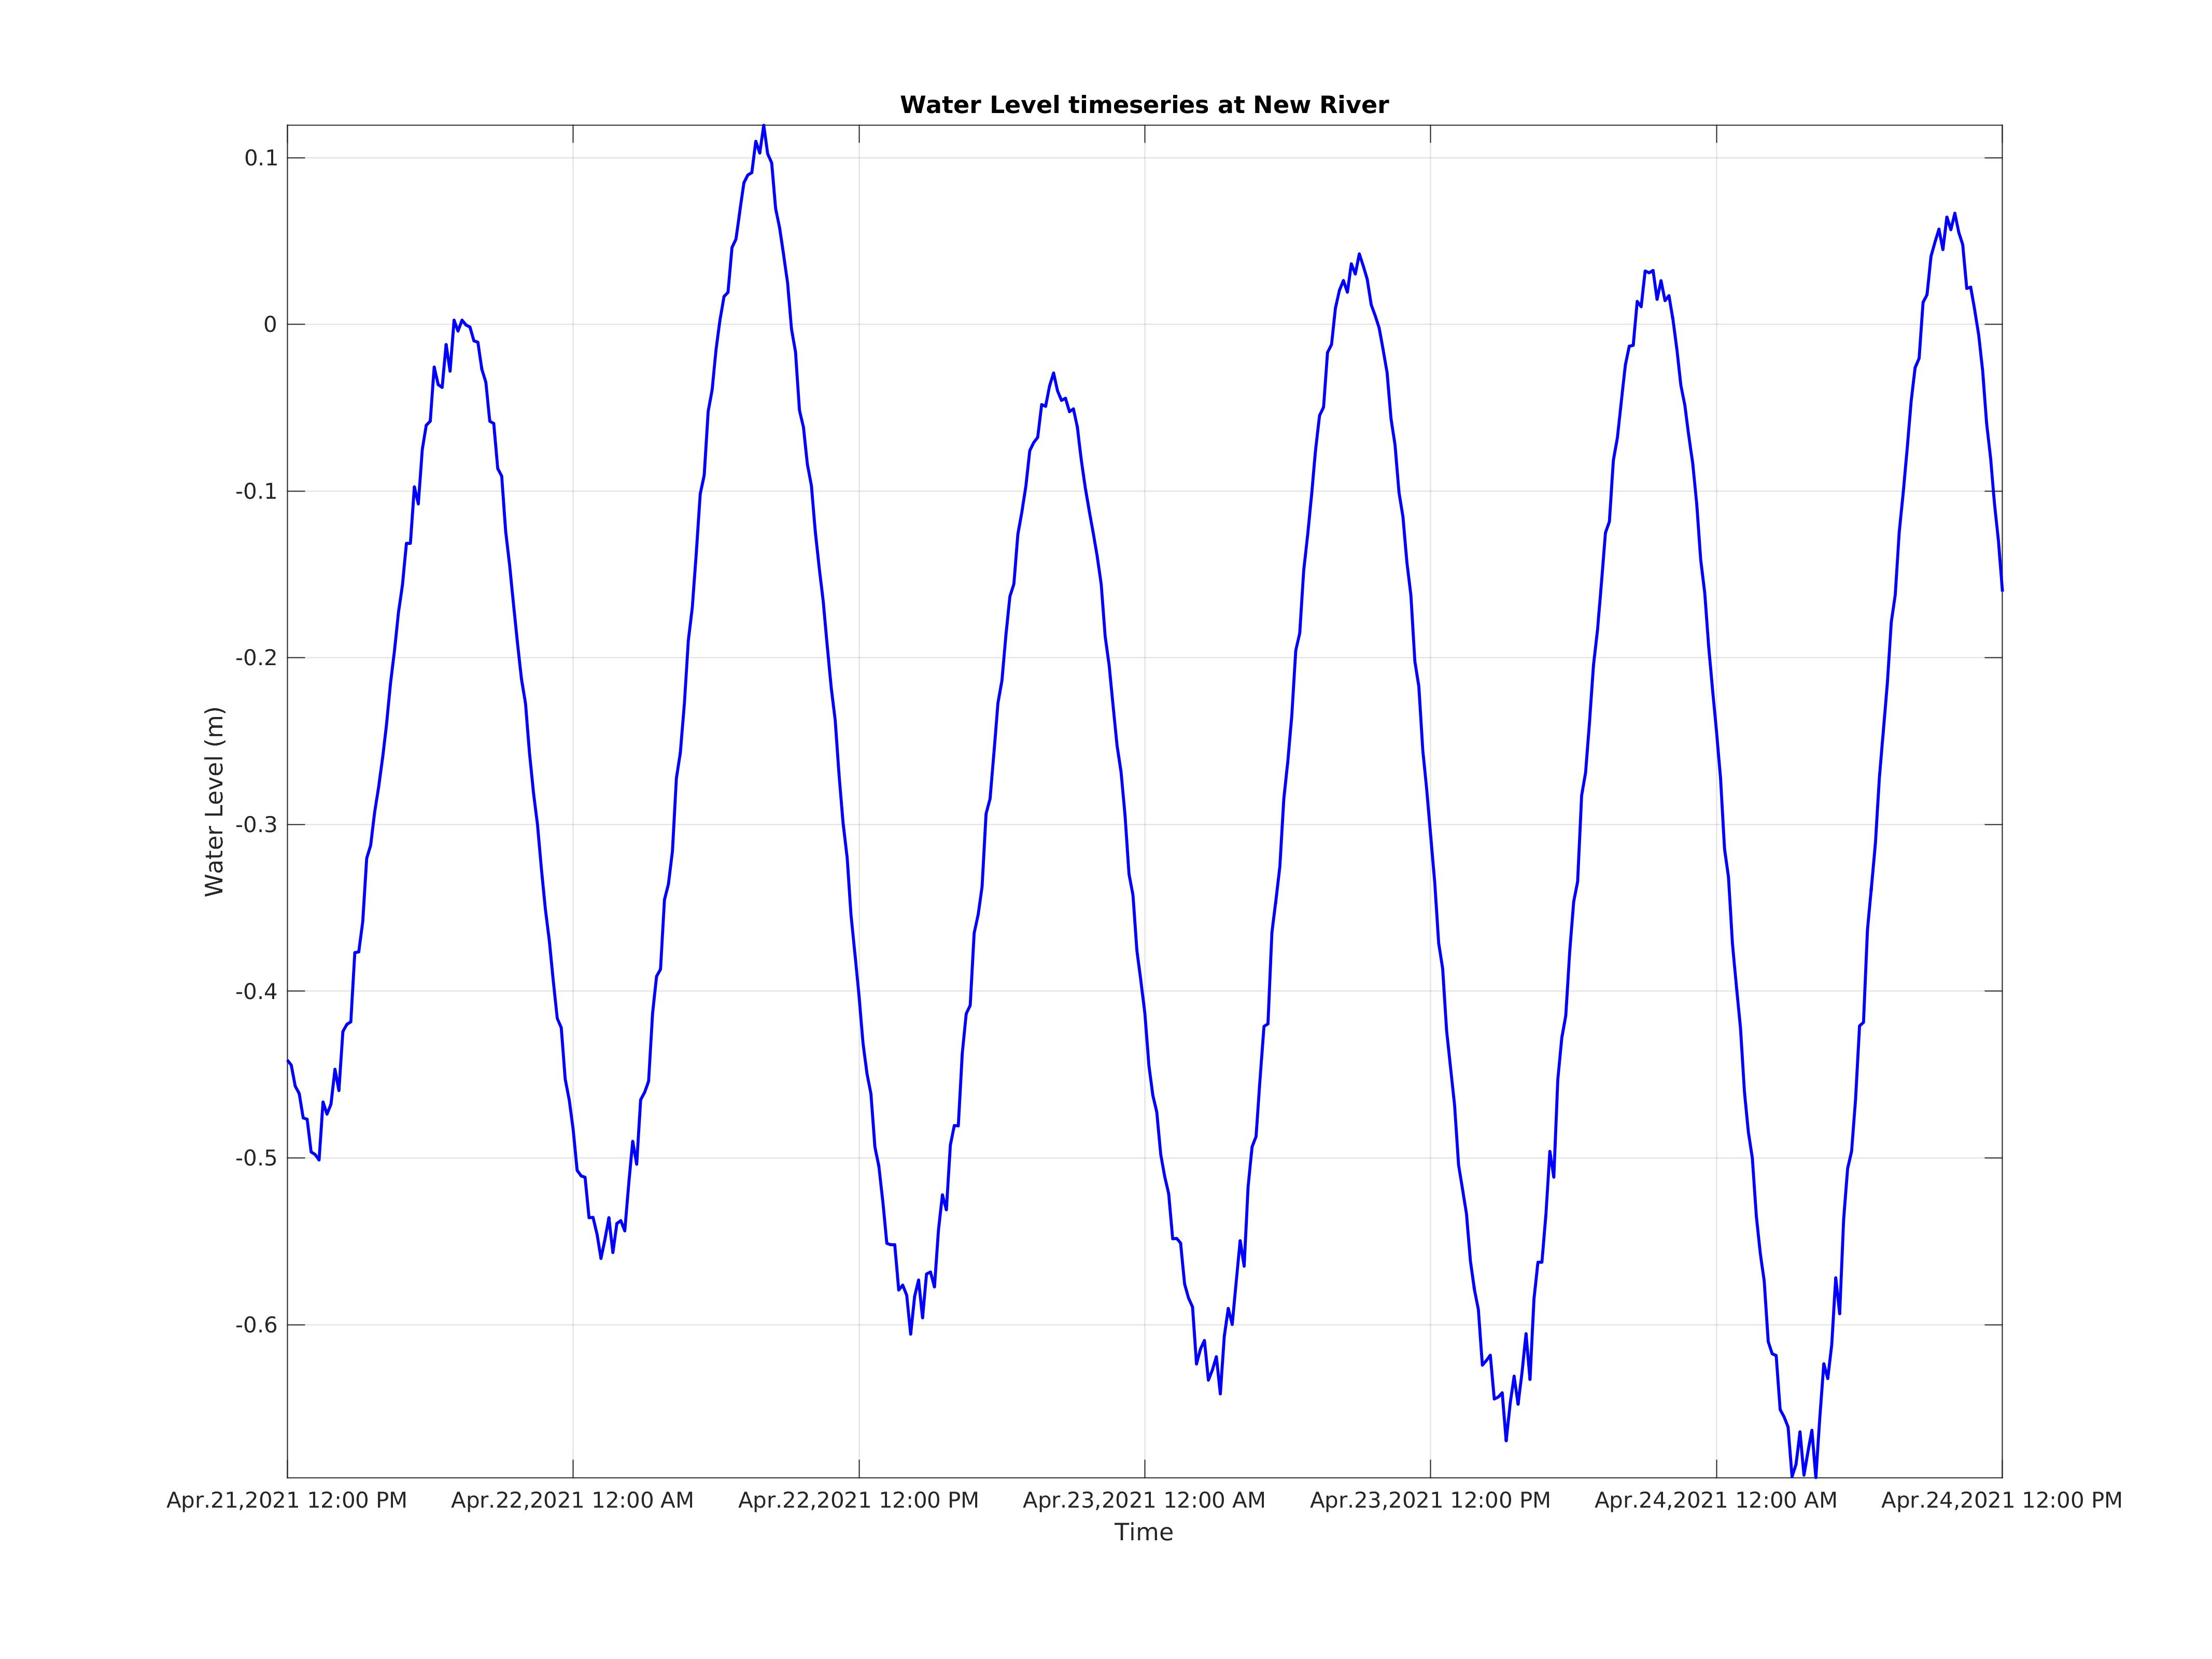 Water Level timeseries at New River
0.1
0
-0.1
-0.2
-0.3
-0.4
-0.5
-0.6
Water Level (m)
Apr.21,2021 12:00 PM
Apr.22,2021 12:00 AM
Apr.22,2021 12:00 PM
Apr.23,2021 12:00 AM
Apr.23,2021 12:00 PM
Apr.24,2021 12:00 AM
Apr.24,2021 12:00 PM
Time